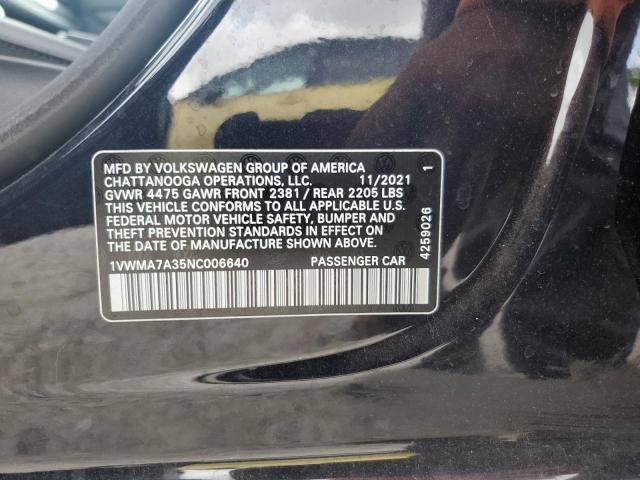 MFD BY VOLKSWAGEN GROUP OF AMERICA
CHATTANOOGA OPERATIONS, LLC. 11/2021
GVWR 4475 GAWR FRONT 2381 / REAR 2205 LBS
THIS VEHICLE CONFORMS TO ALL APPLICABLE U.S.
FEDERAL MOTOR VEHICLE SAFETY, BUMPER AND
THEFT PREVENTION STANDARDS IN EFFECT ON
THE DATE OF MANUFACTURE SHOWN ABOVE.
1VWMA7A35NC006640 PASSENGER CAR
4259026 1